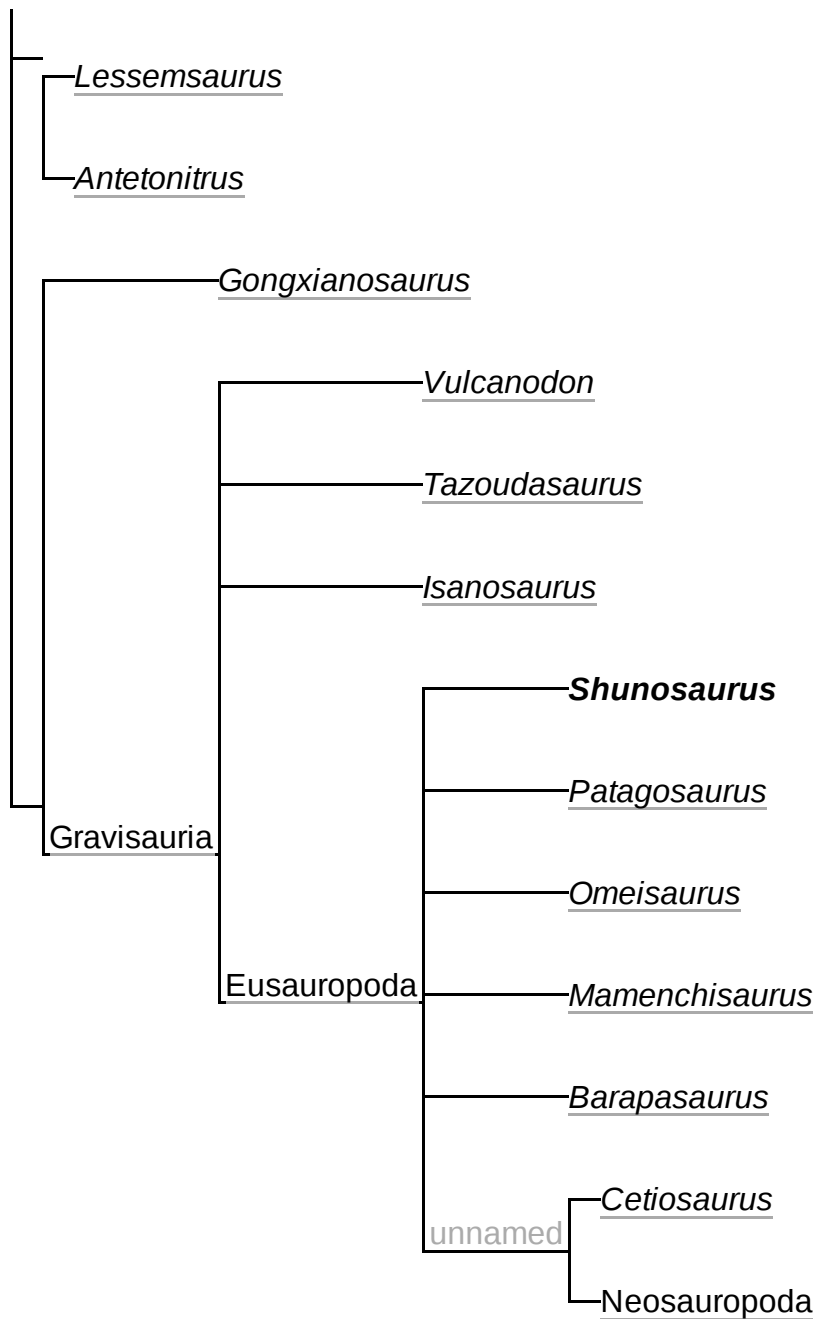 Lessemsaurus
Antetonitrus
Gongxianosaurus
Vulcanodon
Tazoudasaurus
Isanosaurus
Shunosaurus
Patagosaurus
Gravisauria
Omeisaurus
Eusauropoda
Mamenchisaurus
Barapasaurus
Cetiosaurus
unnamed
Neosauropoda